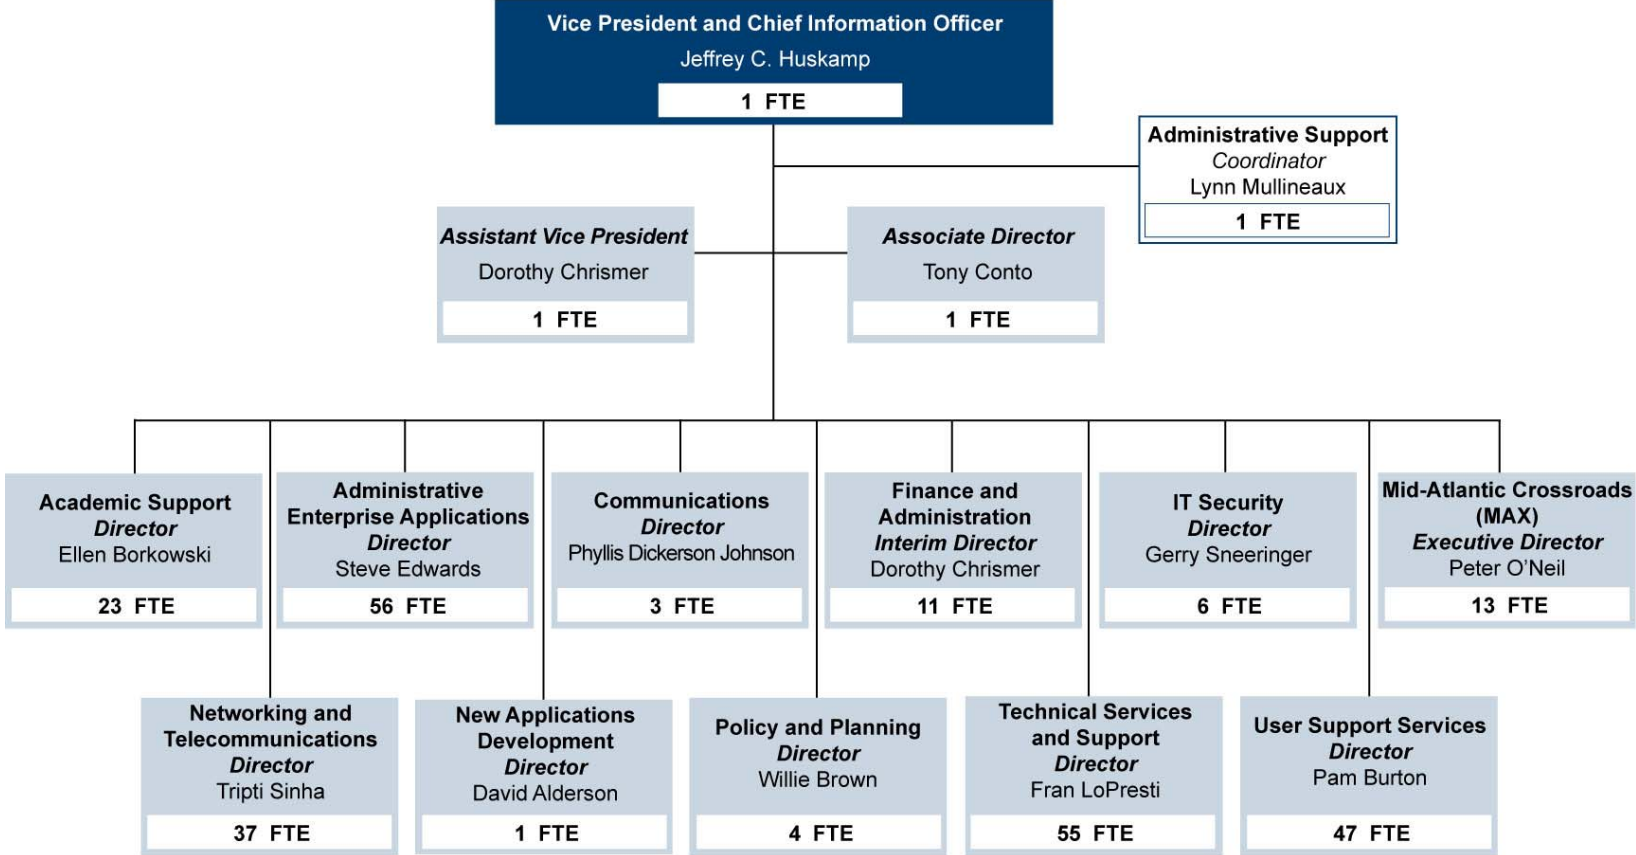 Vice President and Chief Information Officer
Jeffrey C. Huskamp
1 FTE
Administrative Support
Coordinator
Lynn Mullineaux
1 FTE
Assistant Vice President
Dorothy Chrismer
1 FTE
Associate Director
Tony Conto
1 FTE
Academic Support
Director
Ellen Borkowski
23 FTE
Administrative
Enterprise Applications
Director
Steve Edwards
56 FTE
Communications
Director
Phyllis Dickerson Johnson
3 FTE
Finance and
Administration
Interim Director
Dorothy Chrismer
11 FTE
IT Security
Director
Gerry Sneeringer
6 FTE
Mid-Atlantic Crossroads
(MAX)
Executive Director
Peter O’Neil
13 FTE
Networking and
Telecommunications
Director
Tripti Sinha
37 FTE
New Applications
Development
Director
David Alderson
1 FTE
Policy and Planning
Director
Willie Brown
4 FTE
Technical Services
and Support
Director
Fran LoPresti
55 FTE
User Support Services
Director
Pam Burton
47 FTE